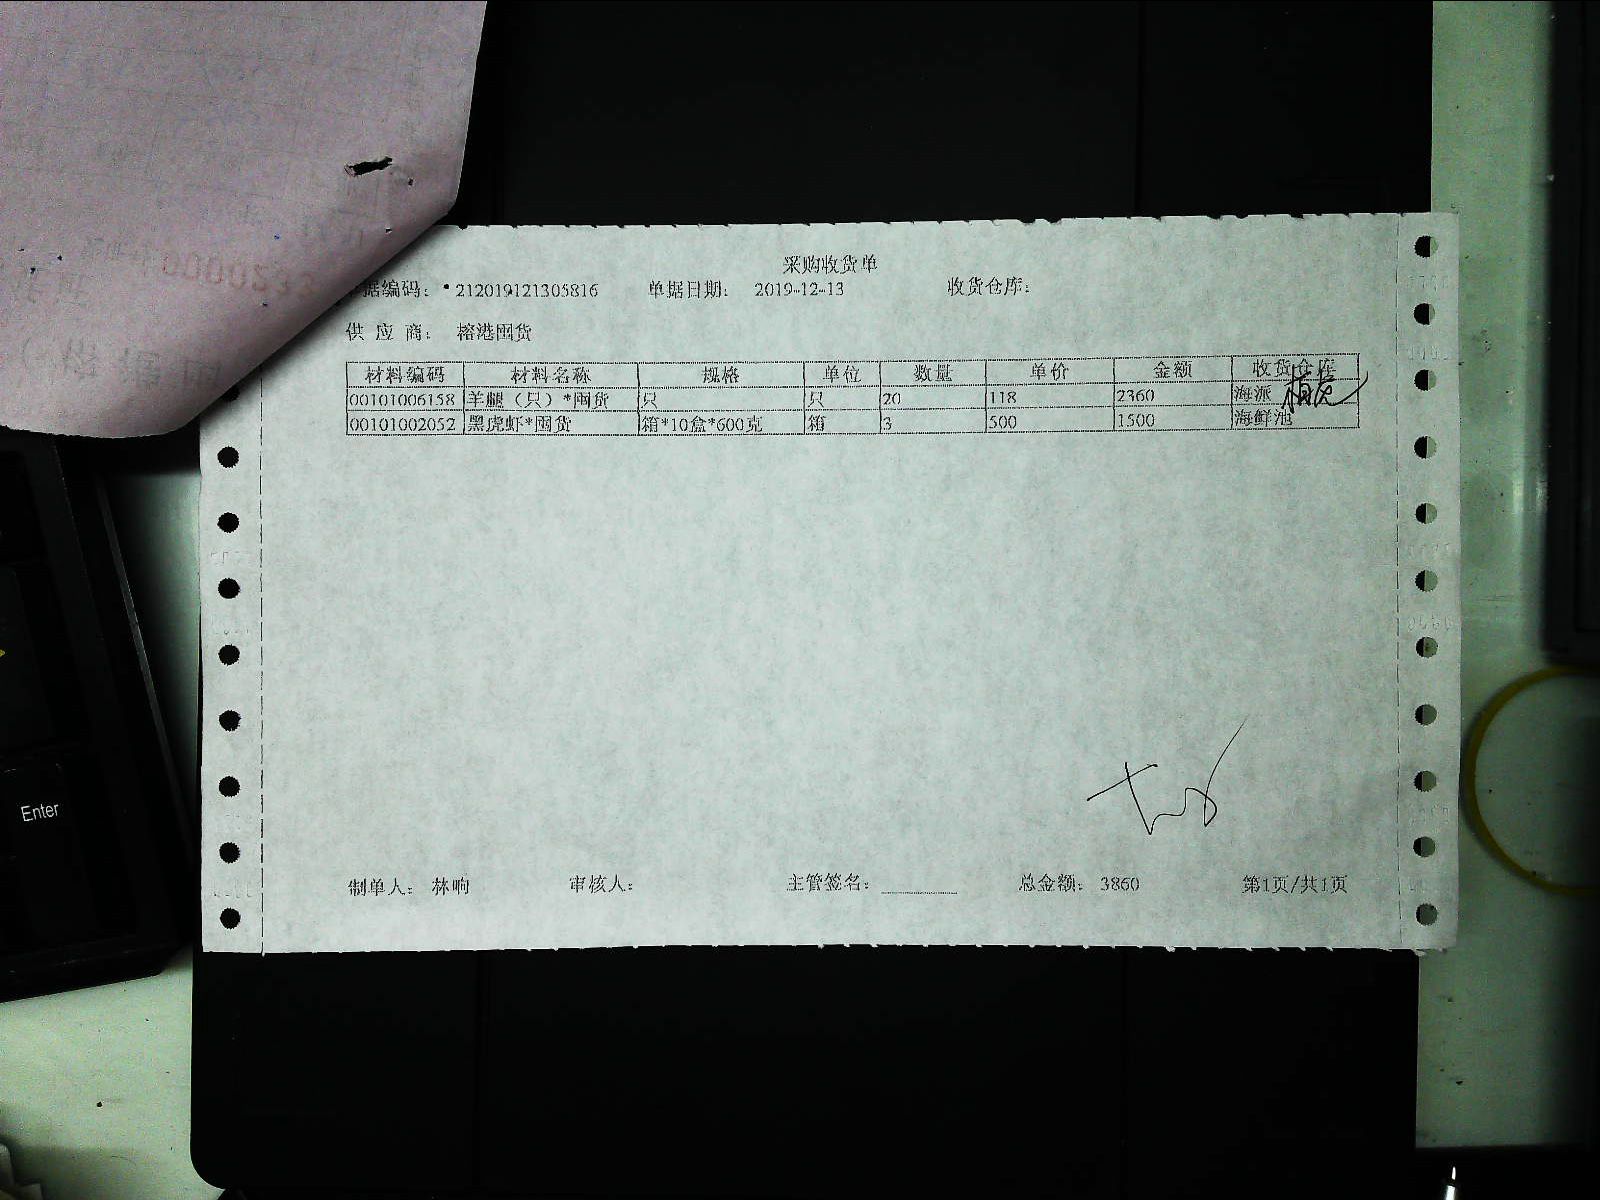 采购收货单
据编码： 212019121305816 单据日期： 2019-12-13 收货仓库：
供 应 商： 榕港囤货
材料编码 材料名称 规格 单位 数量 单价 金额 收货仓库
00101006158 羊腿（只）*囤货 只 只 20 118 2360 海派
00101002052 黑虎虾*囤货 箱*10盒*600克 箱 3 500 1500 海鲜池
制单人： 林响 审核人： 主管签名： 总金额： 3860 第1页/共1页
Enter